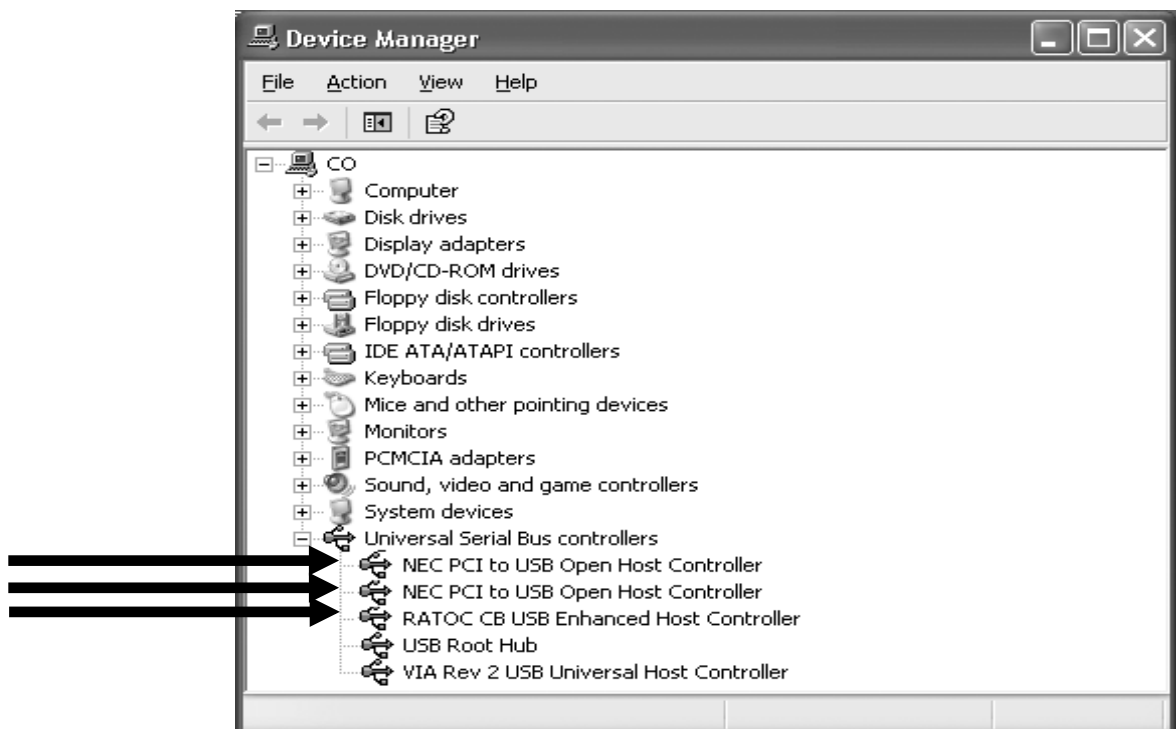 Device Manager
File Action View Help
CO
Computer
Disk drives
Display adapters
DVD/CD-ROM drives
Floppy disk controllers
Floppy disk drives
IDE ATA/ATAPI controllers
Keyboards
Mice and other pointing devices
Monitors
PCMCIA adapters
Sound, video and game controllers
System devices
Universal Serial Bus controllers
NEC PCI to USB Open Host Controller
NEC PCI to USB Open Host Controller
RATOC CB USB Enhanced Host Controller
USB Root Hub
VIA Rev 2 USB Universal Host Controller